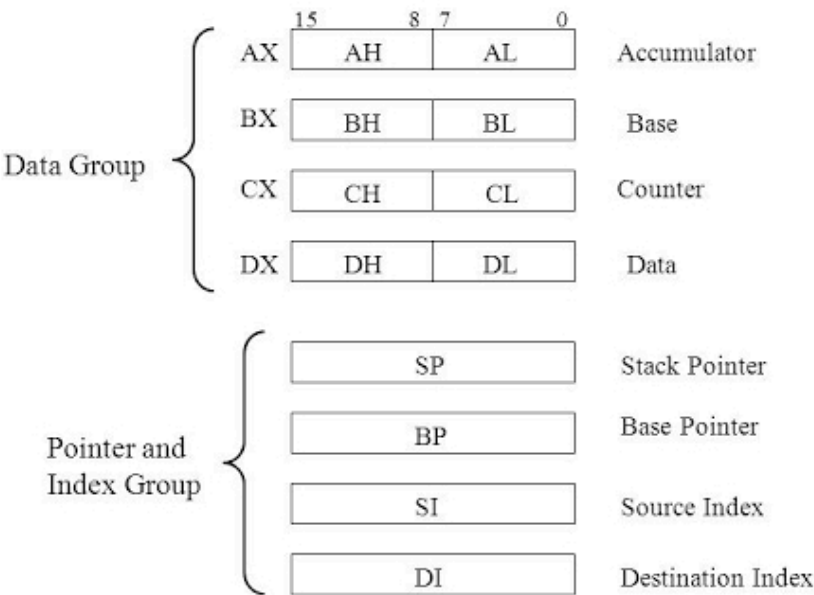 15 8 7 0
AX AH AL Accumulator
BX BH BL Base
Data Group
CX CH CL Counter
DX DH DL Data
SP Stack Pointer
BP Base Pointer
Pointer and
Index Group
SI Source Index
DI Destination Index